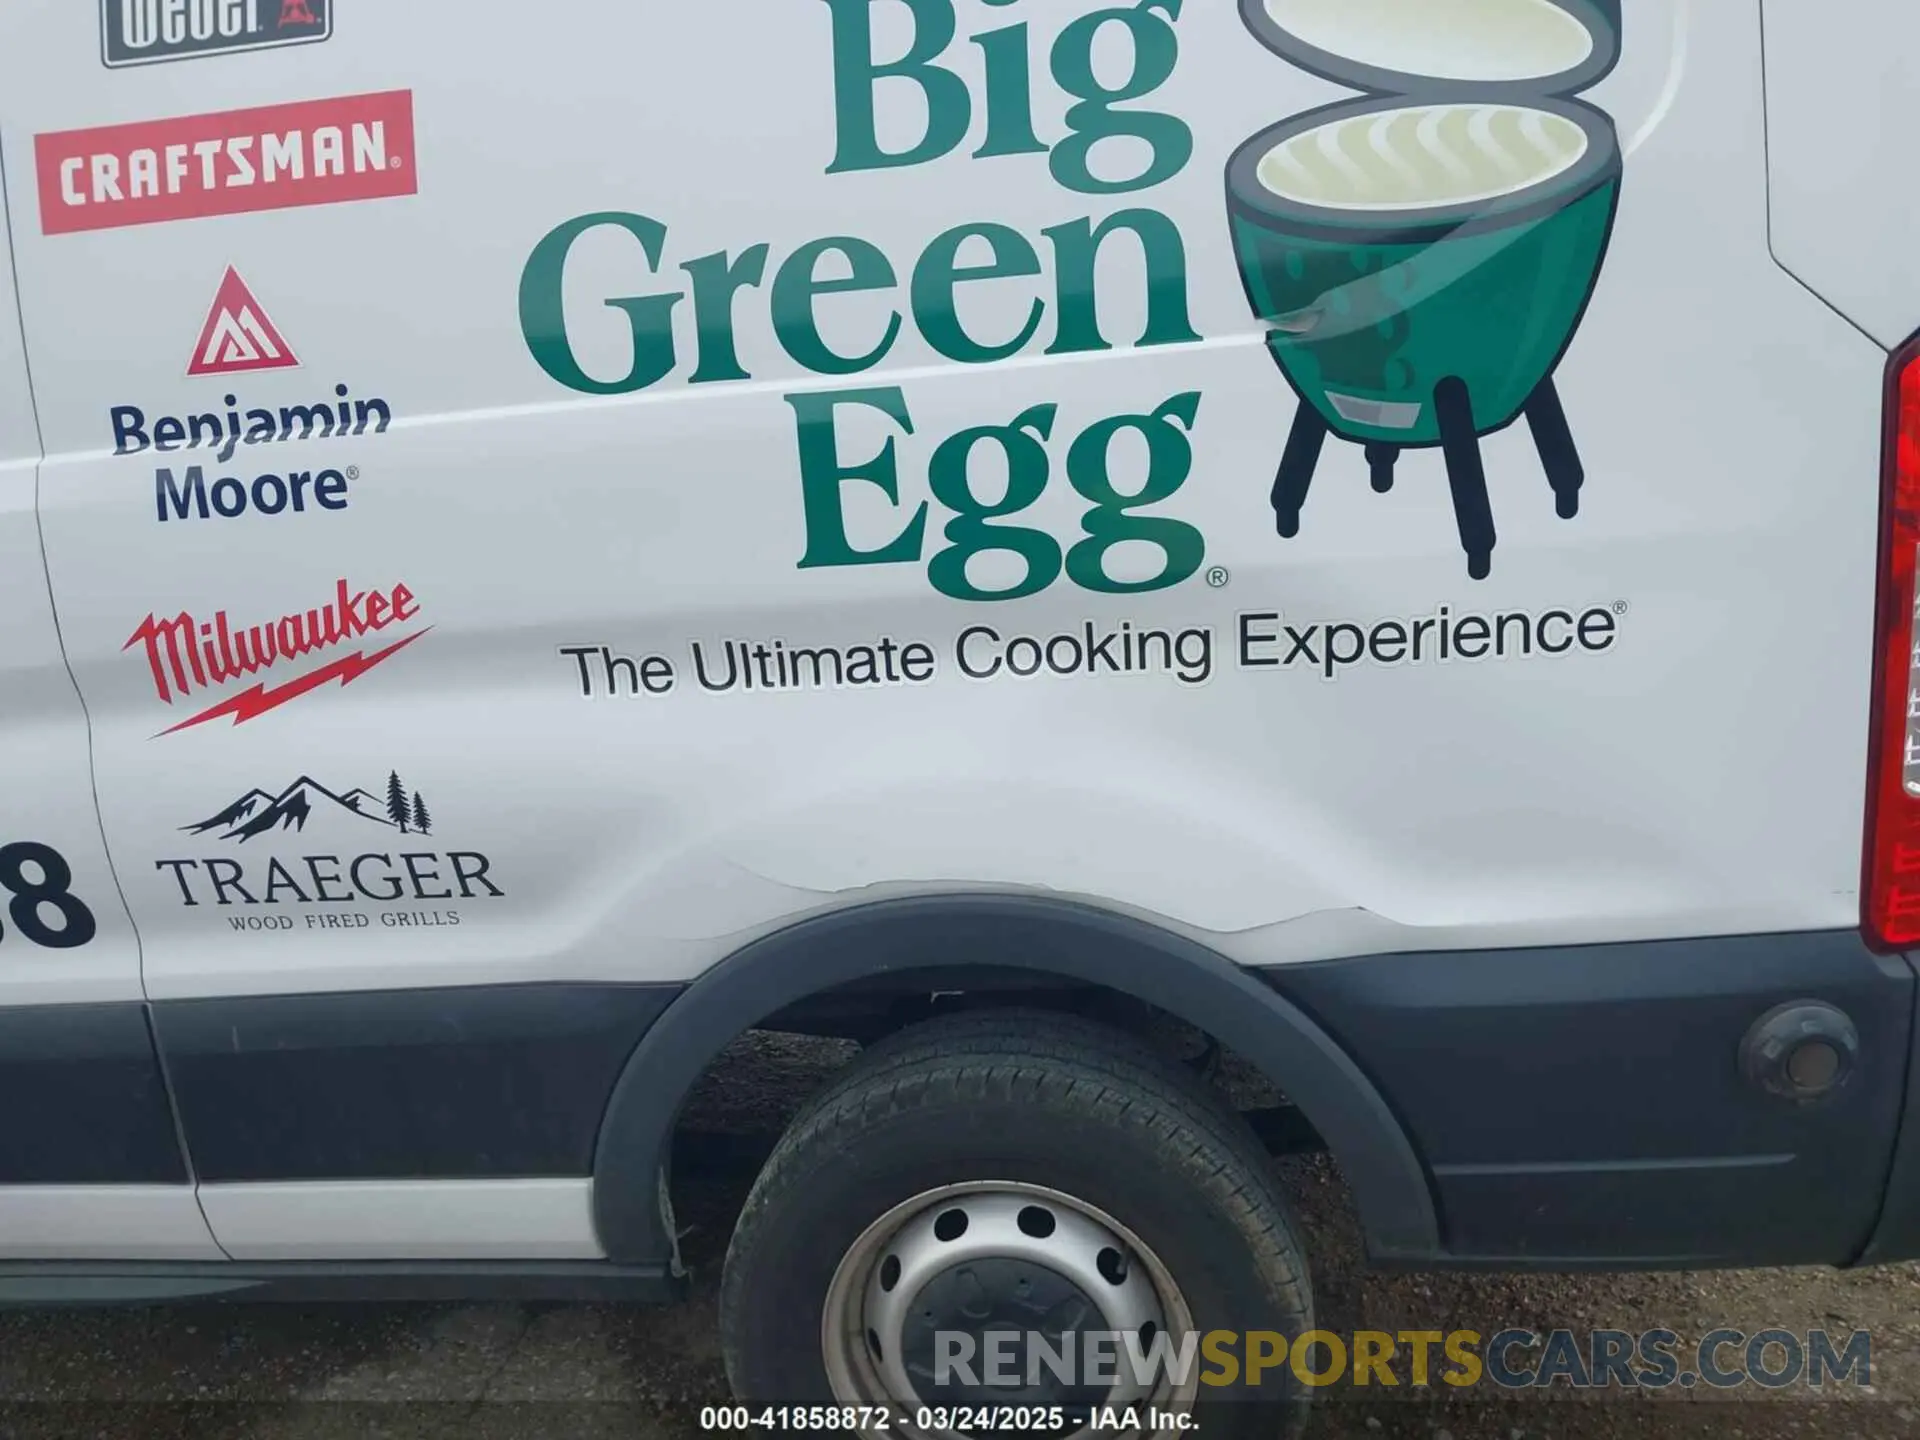 weber
CRAFTSMAN®
Benjamin
Moore®
Milwaukee
TRAEGER
WOOD FIRED GRILLS
8
Big
Green
Egg®
The Ultimate Cooking Experience®
RENEWSPORTSCARS.COM
000-41858872 - 03/24/2025 - IAA Inc.